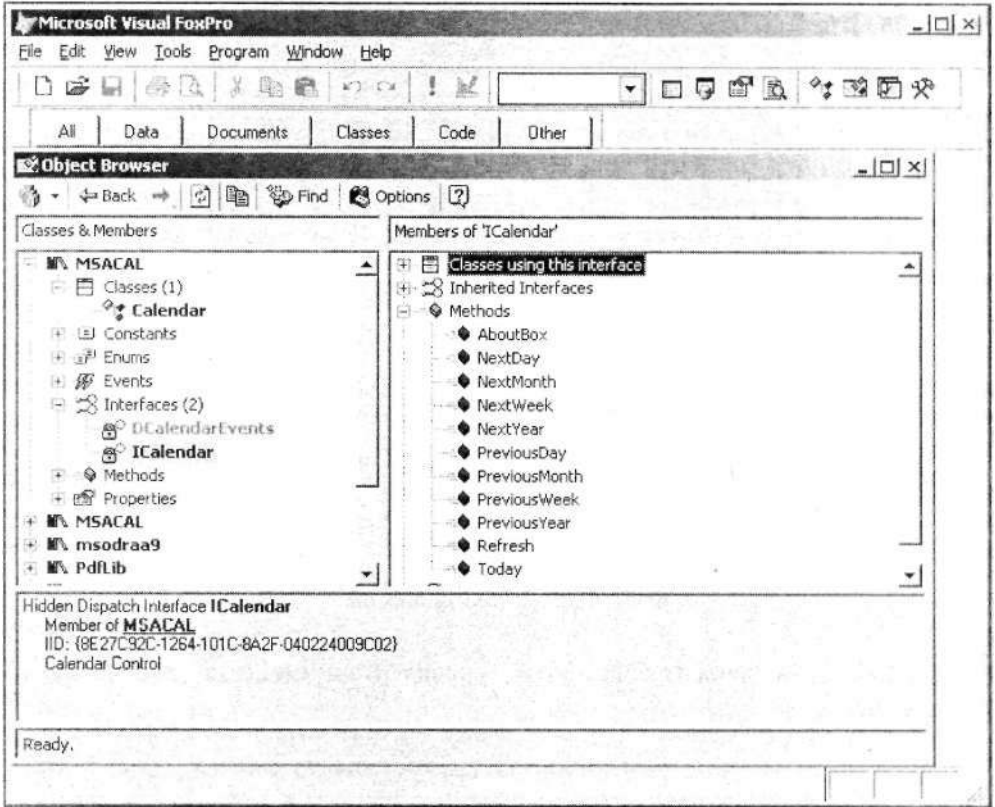 Microsoft Visual FoxPro
File Edit View Tools Program Window Help
All Data Documents Classes Code Other
Object Browser
Back Find Options
Classes & Members
MSACAL
Classes (1)
Calendar
Constants
Enums
Events
Interfaces (2)
DCalendarEvents
ICalendar
Methods
Properties
MSACAL
msodraa9
PdfLib
Members of 'ICalendar'
Classes using this interface
Inherited Interfaces
Methods
AboutBox
NextDay
NextMonth
NextWeek
NextYear
PreviousDay
PreviousMonth
PreviousWeek
PreviousYear
Refresh
Today
Hidden Dispatch Interface ICalendar
Member of MSACAL
IID: {8E27C92C-1264-101C-8A2F-040224009C02}
Calendar Control
Ready.